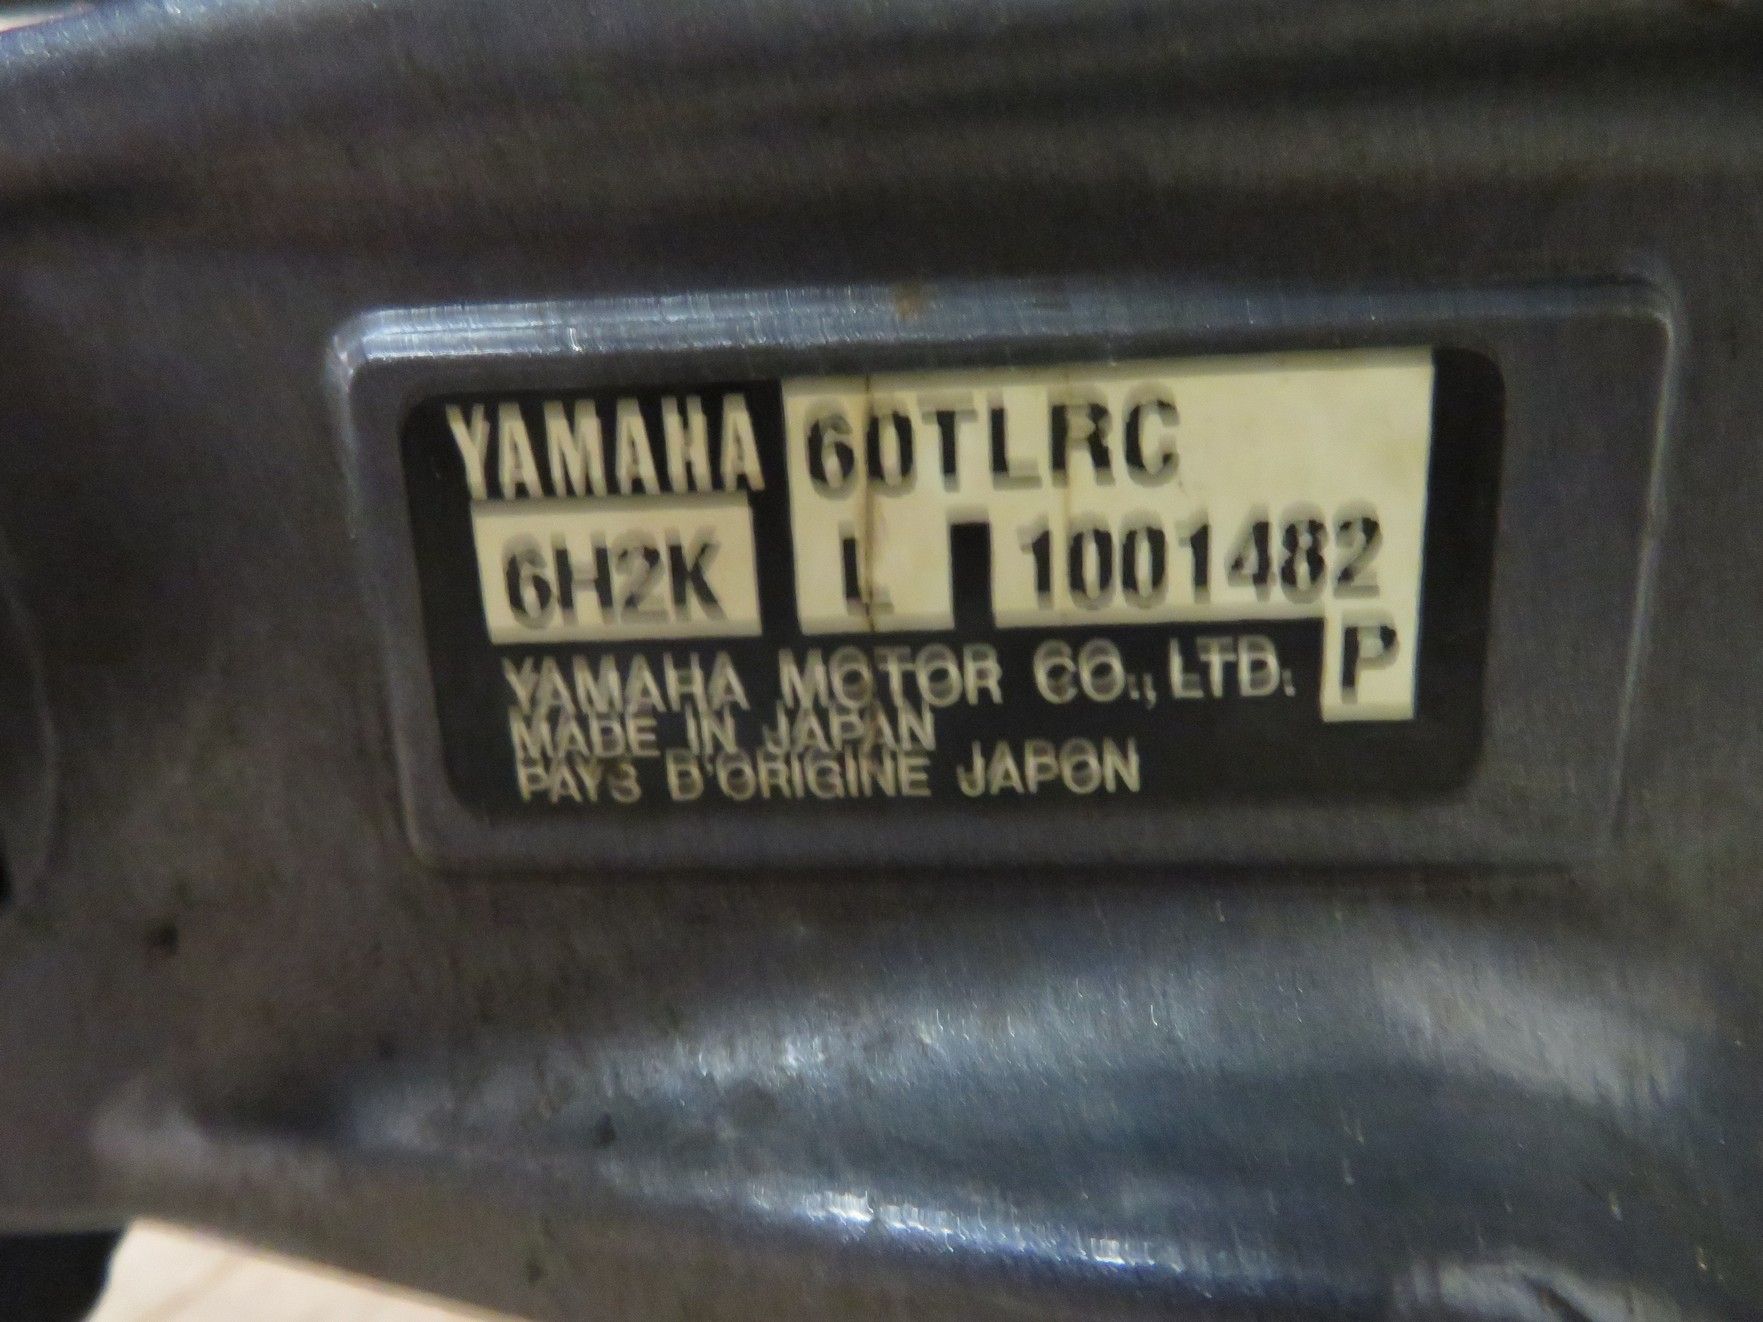 YAMAHA 60TLRC
6H2K L 1001482
YAMAHA MOTOR CO., LTD. P
MADE IN JAPAN
PAYS D'ORIGINE JAPON